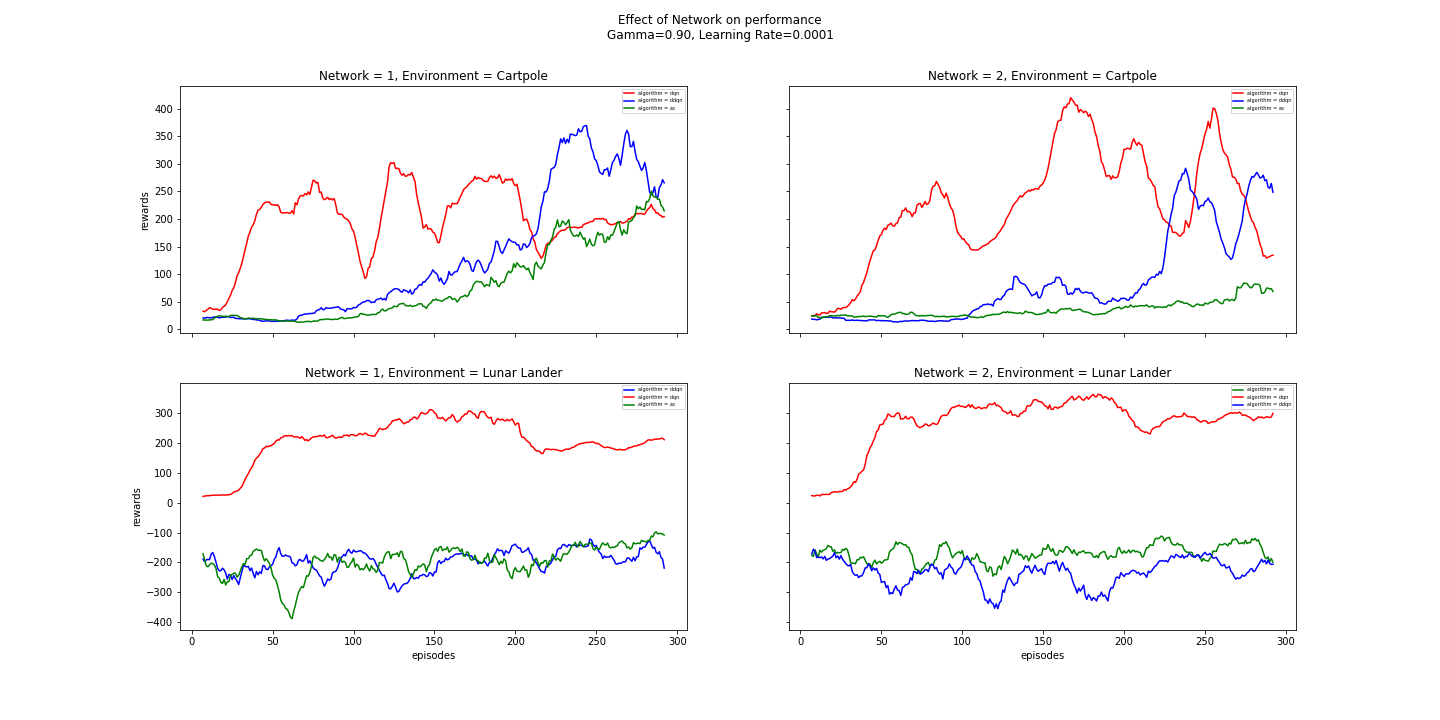 Effect of Network on performance
Gamma=0.90, Learning Rate=0.0001
Network = 1, Environment = Cartpole
algorithm = dqn
algorithm = ddqn
algorithm = ac
400
350
300
250
200
150
100
50
0
rewards
Network = 2, Environment = Cartpole
algorithm = dqn
algorithm = ddqn
algorithm = ac
Network = 1, Environment = Lunar Lander
algorithm = ddqn
algorithm = dqn
algorithm = ac
300
200
100
0
−100
−200
−300
−400
rewards
0 50 100 150 200 250 300
episodes
Network = 2, Environment = Lunar Lander
algorithm = ac
algorithm = dqn
algorithm = ddqn
0 50 100 150 200 250 300
episodes